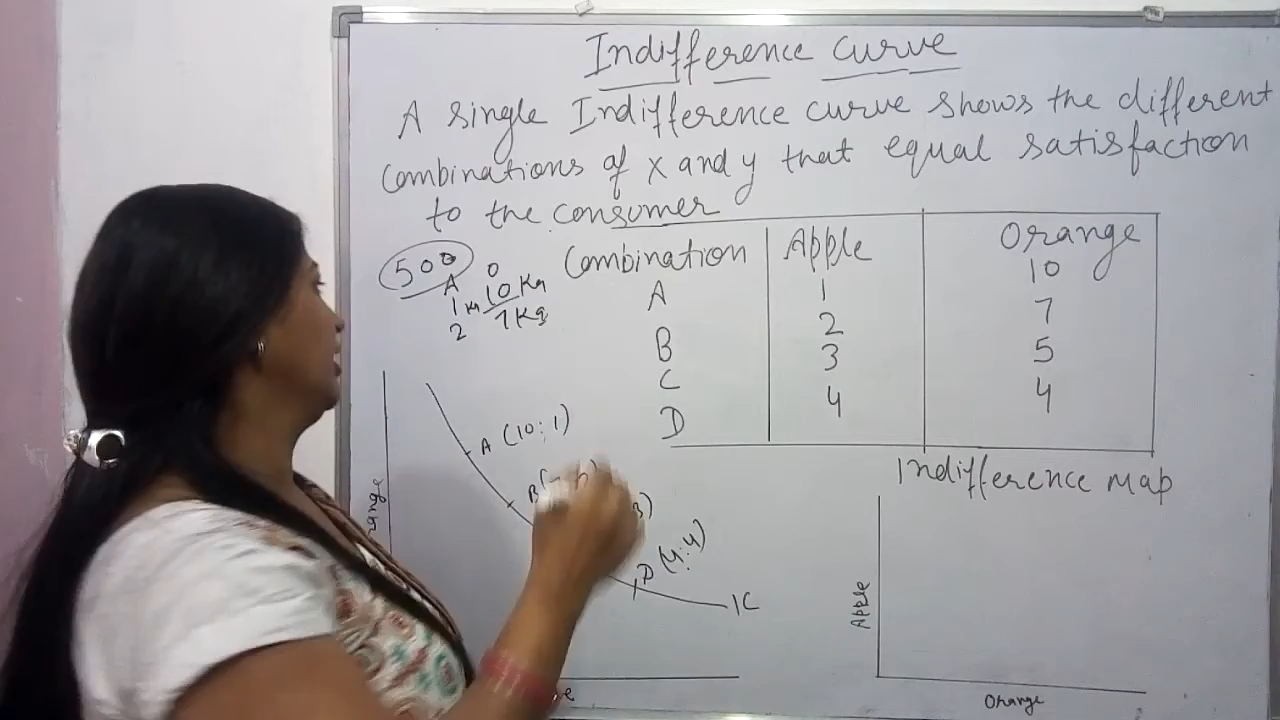 Indifference Curve
A single Indifference curve shows the different
combinations of x and y that equal satisfaction
to the consumer
500
A O
1 Kg 10 Kg
2 7 Kg
Combination Apple Orange
A 1 10
B 2 7
C 3 5
D 4 4
A (10:1)
B
3)
D (4:4)
IC
Indifference Map
Apple
Orange